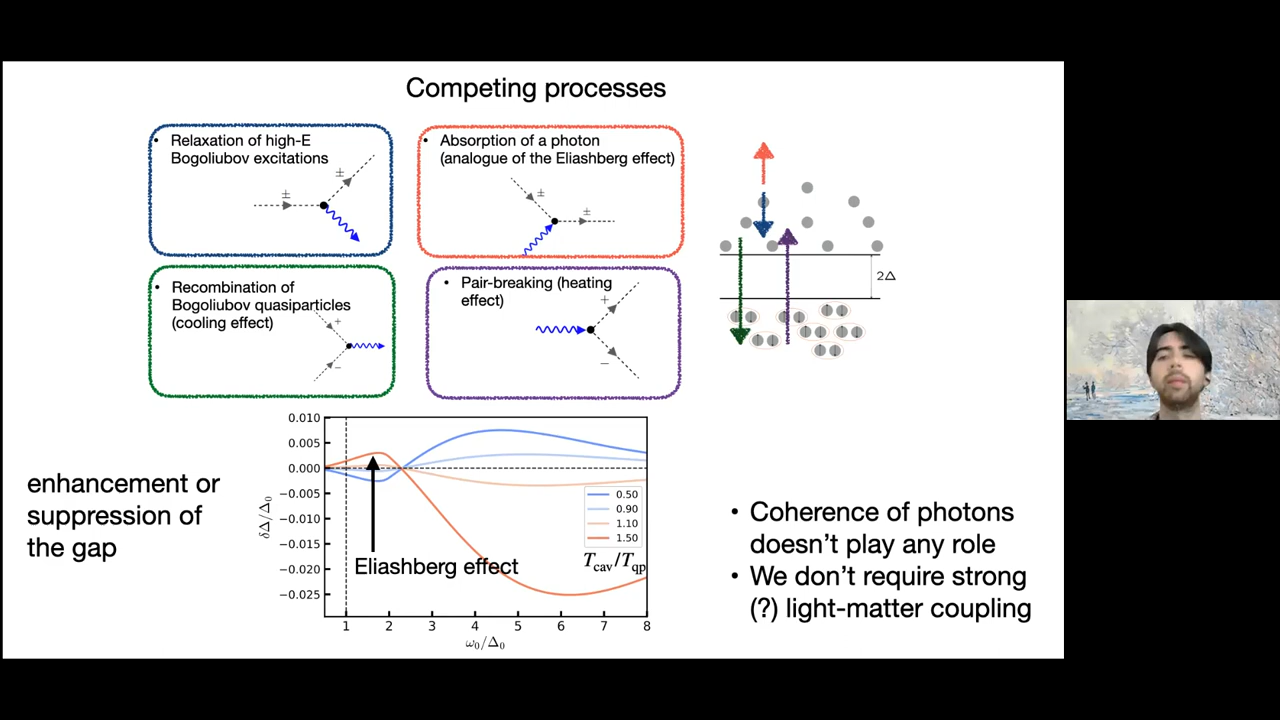 Competing processes
• Relaxation of high-E
Bogoliubov excitations
±
±
• Absorption of a photon
(analogue of the Eliashberg effect)
±
±
• Recombination of
Bogoliubov quasiparticles
(cooling effect)
+
−
• Pair-breaking (heating
effect)
+
−
2Δ
enhancement or
suppression of
the gap
0.010
0.005
0.000
−0.005
−0.010
−0.015
−0.020
−0.025
δΔ/Δ₀
1 2 3 4 5 6 7 8
ω₀/Δ₀
0.50
0.90
1.10
1.50
T_cav/T_qp
Eliashberg effect
• Coherence of photons
doesn’t play any role
• We don’t require strong
(?) light-matter coupling